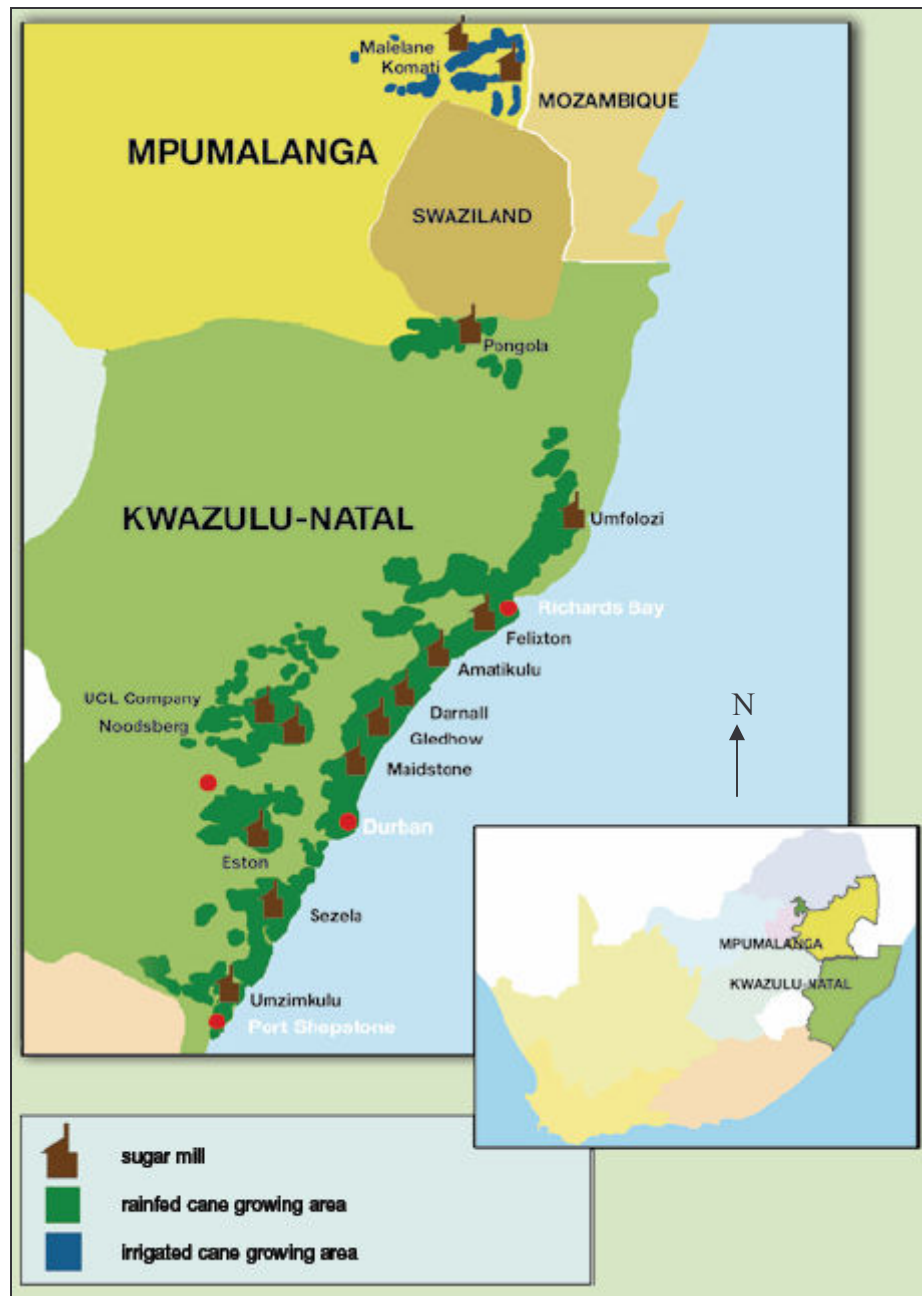 Malelane
Komati
MOZAMBIQUE
MPUMALANGA
SWAZILAND
Pongola
KWAZULU-NATAL
Umfolozi
Richards Bay
Felixton
Amatikulu
UCL Company
Noodsberg
Darnall
Gledhow
Maidstone
N
Durban
Eston
Sezela
Umzimkulu
Port Shepstone
MPUMALANGA
KWAZULU-NATAL
sugar mill
rainfed cane growing area
irrigated cane growing area